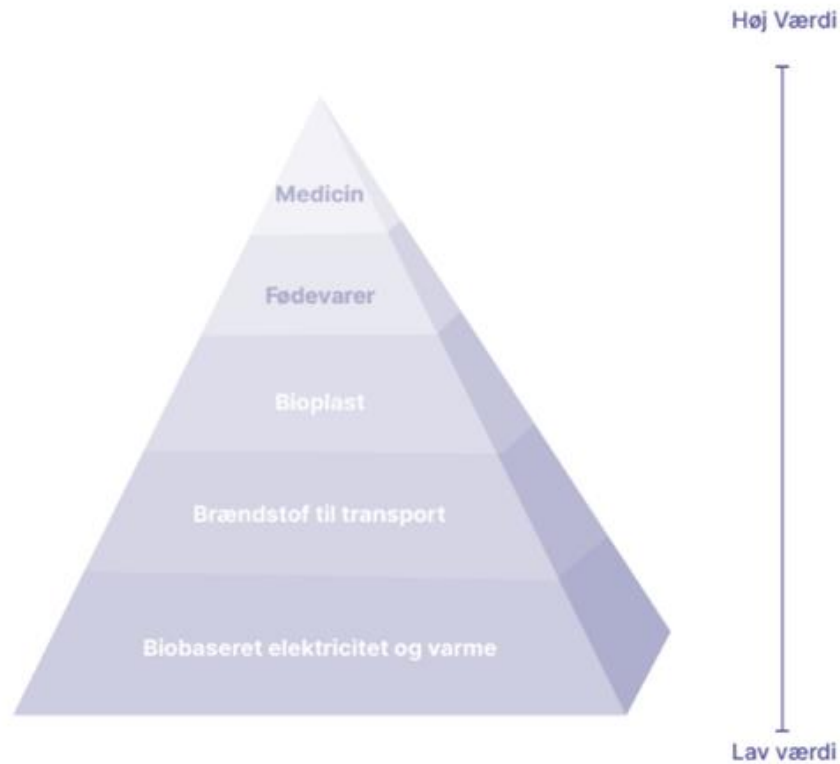 Høj Værdi
Medicin
Fødevarer
Bioplast
Brændstof til transport
Biobaseret elektricitet og varme
Lav værdi